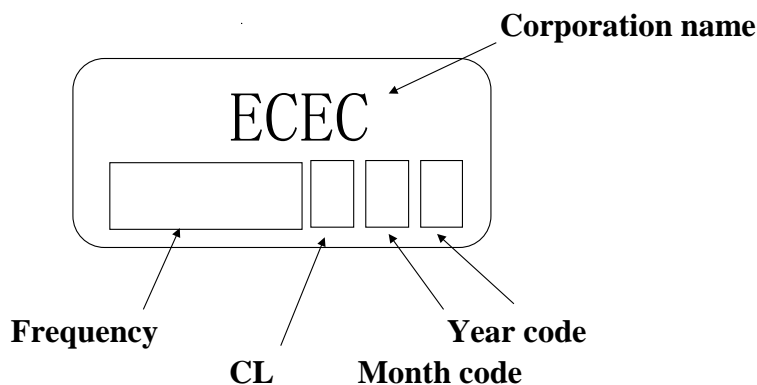 Corporation name
ECEC
Frequency
Year code
CL
Month code